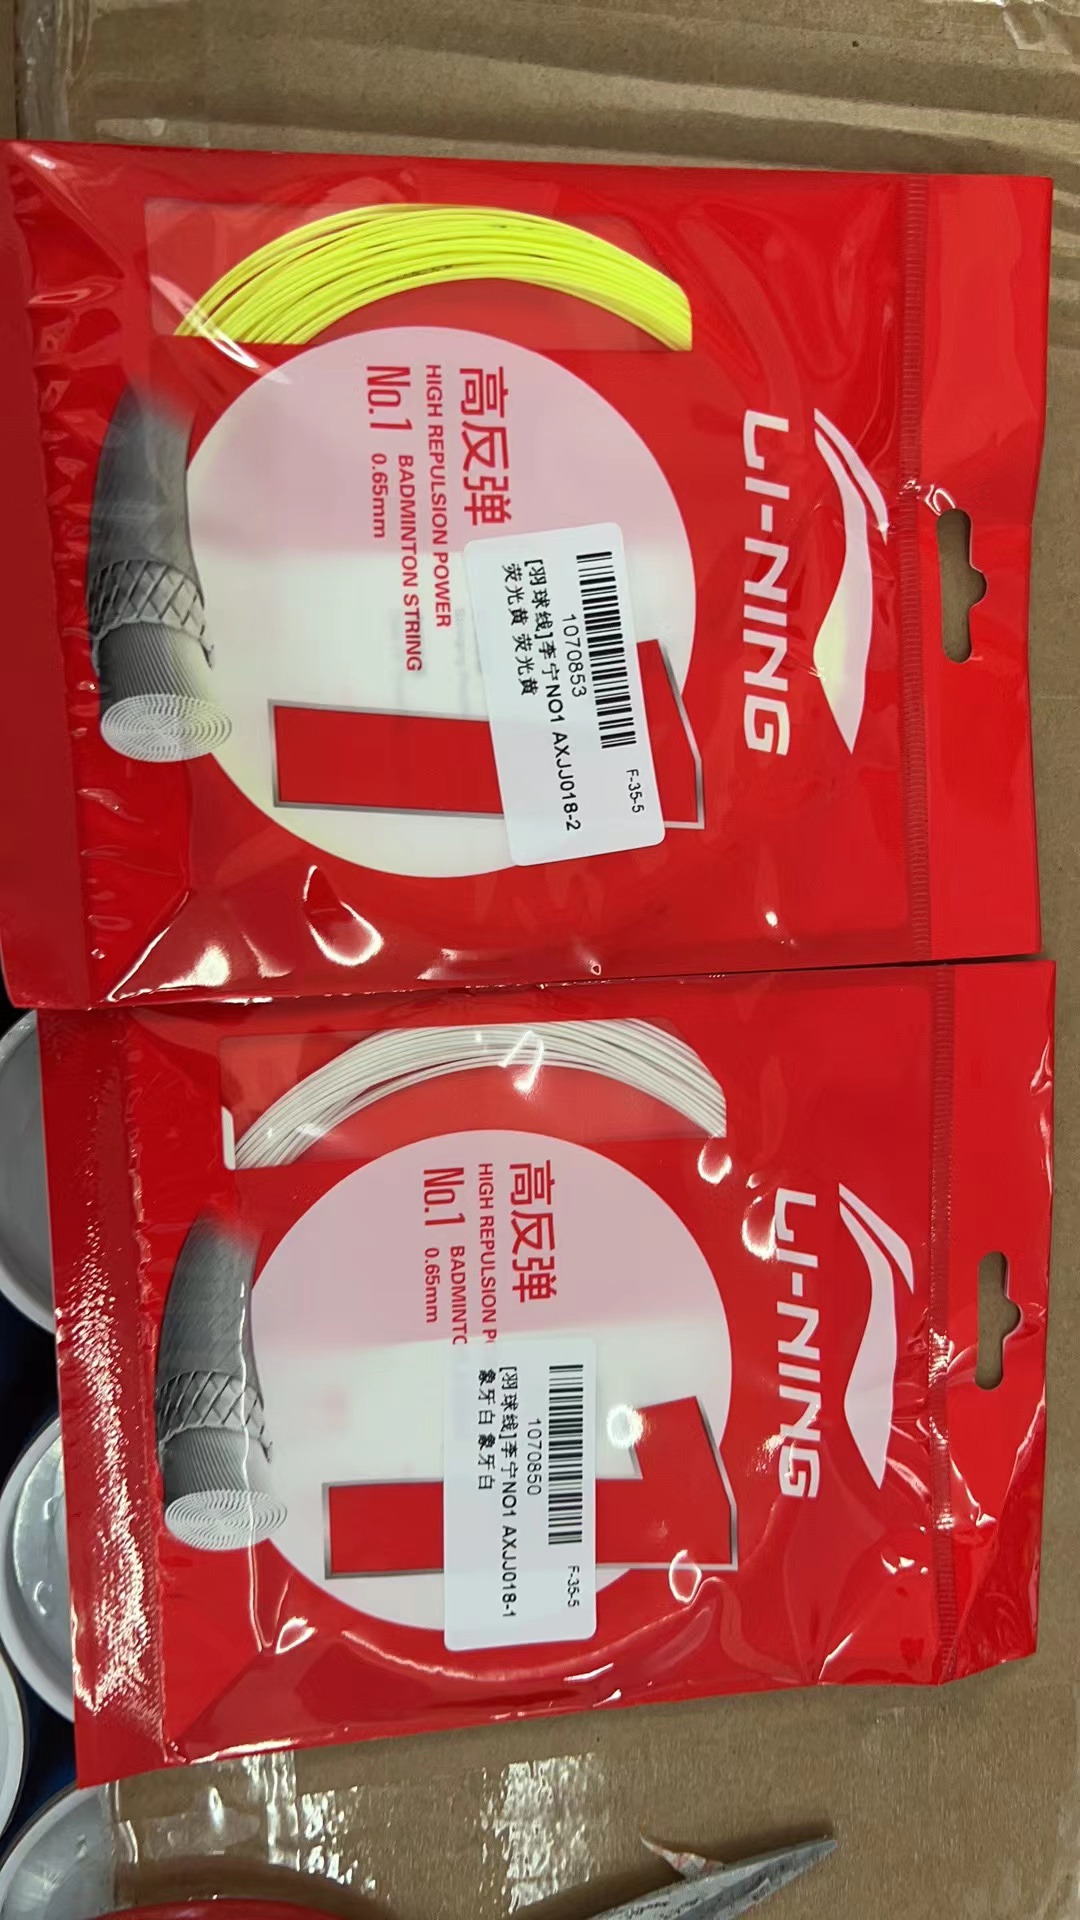 LI-NING
高反弹
HIGH REPULSION POWER
No.1 BADMINTON STRING
0.65mm
F-35-5
1070853
[羽球线]李宁NO1 AXJJ018-2
荧光黄 荧光黄
LI-NING
高反弹
HIGH REPULSION P
No.1 BADMINTO
0.65mm
F-35-5
1070850
[羽球线]李宁NO1 AXJJ018-1
象牙白 象牙白